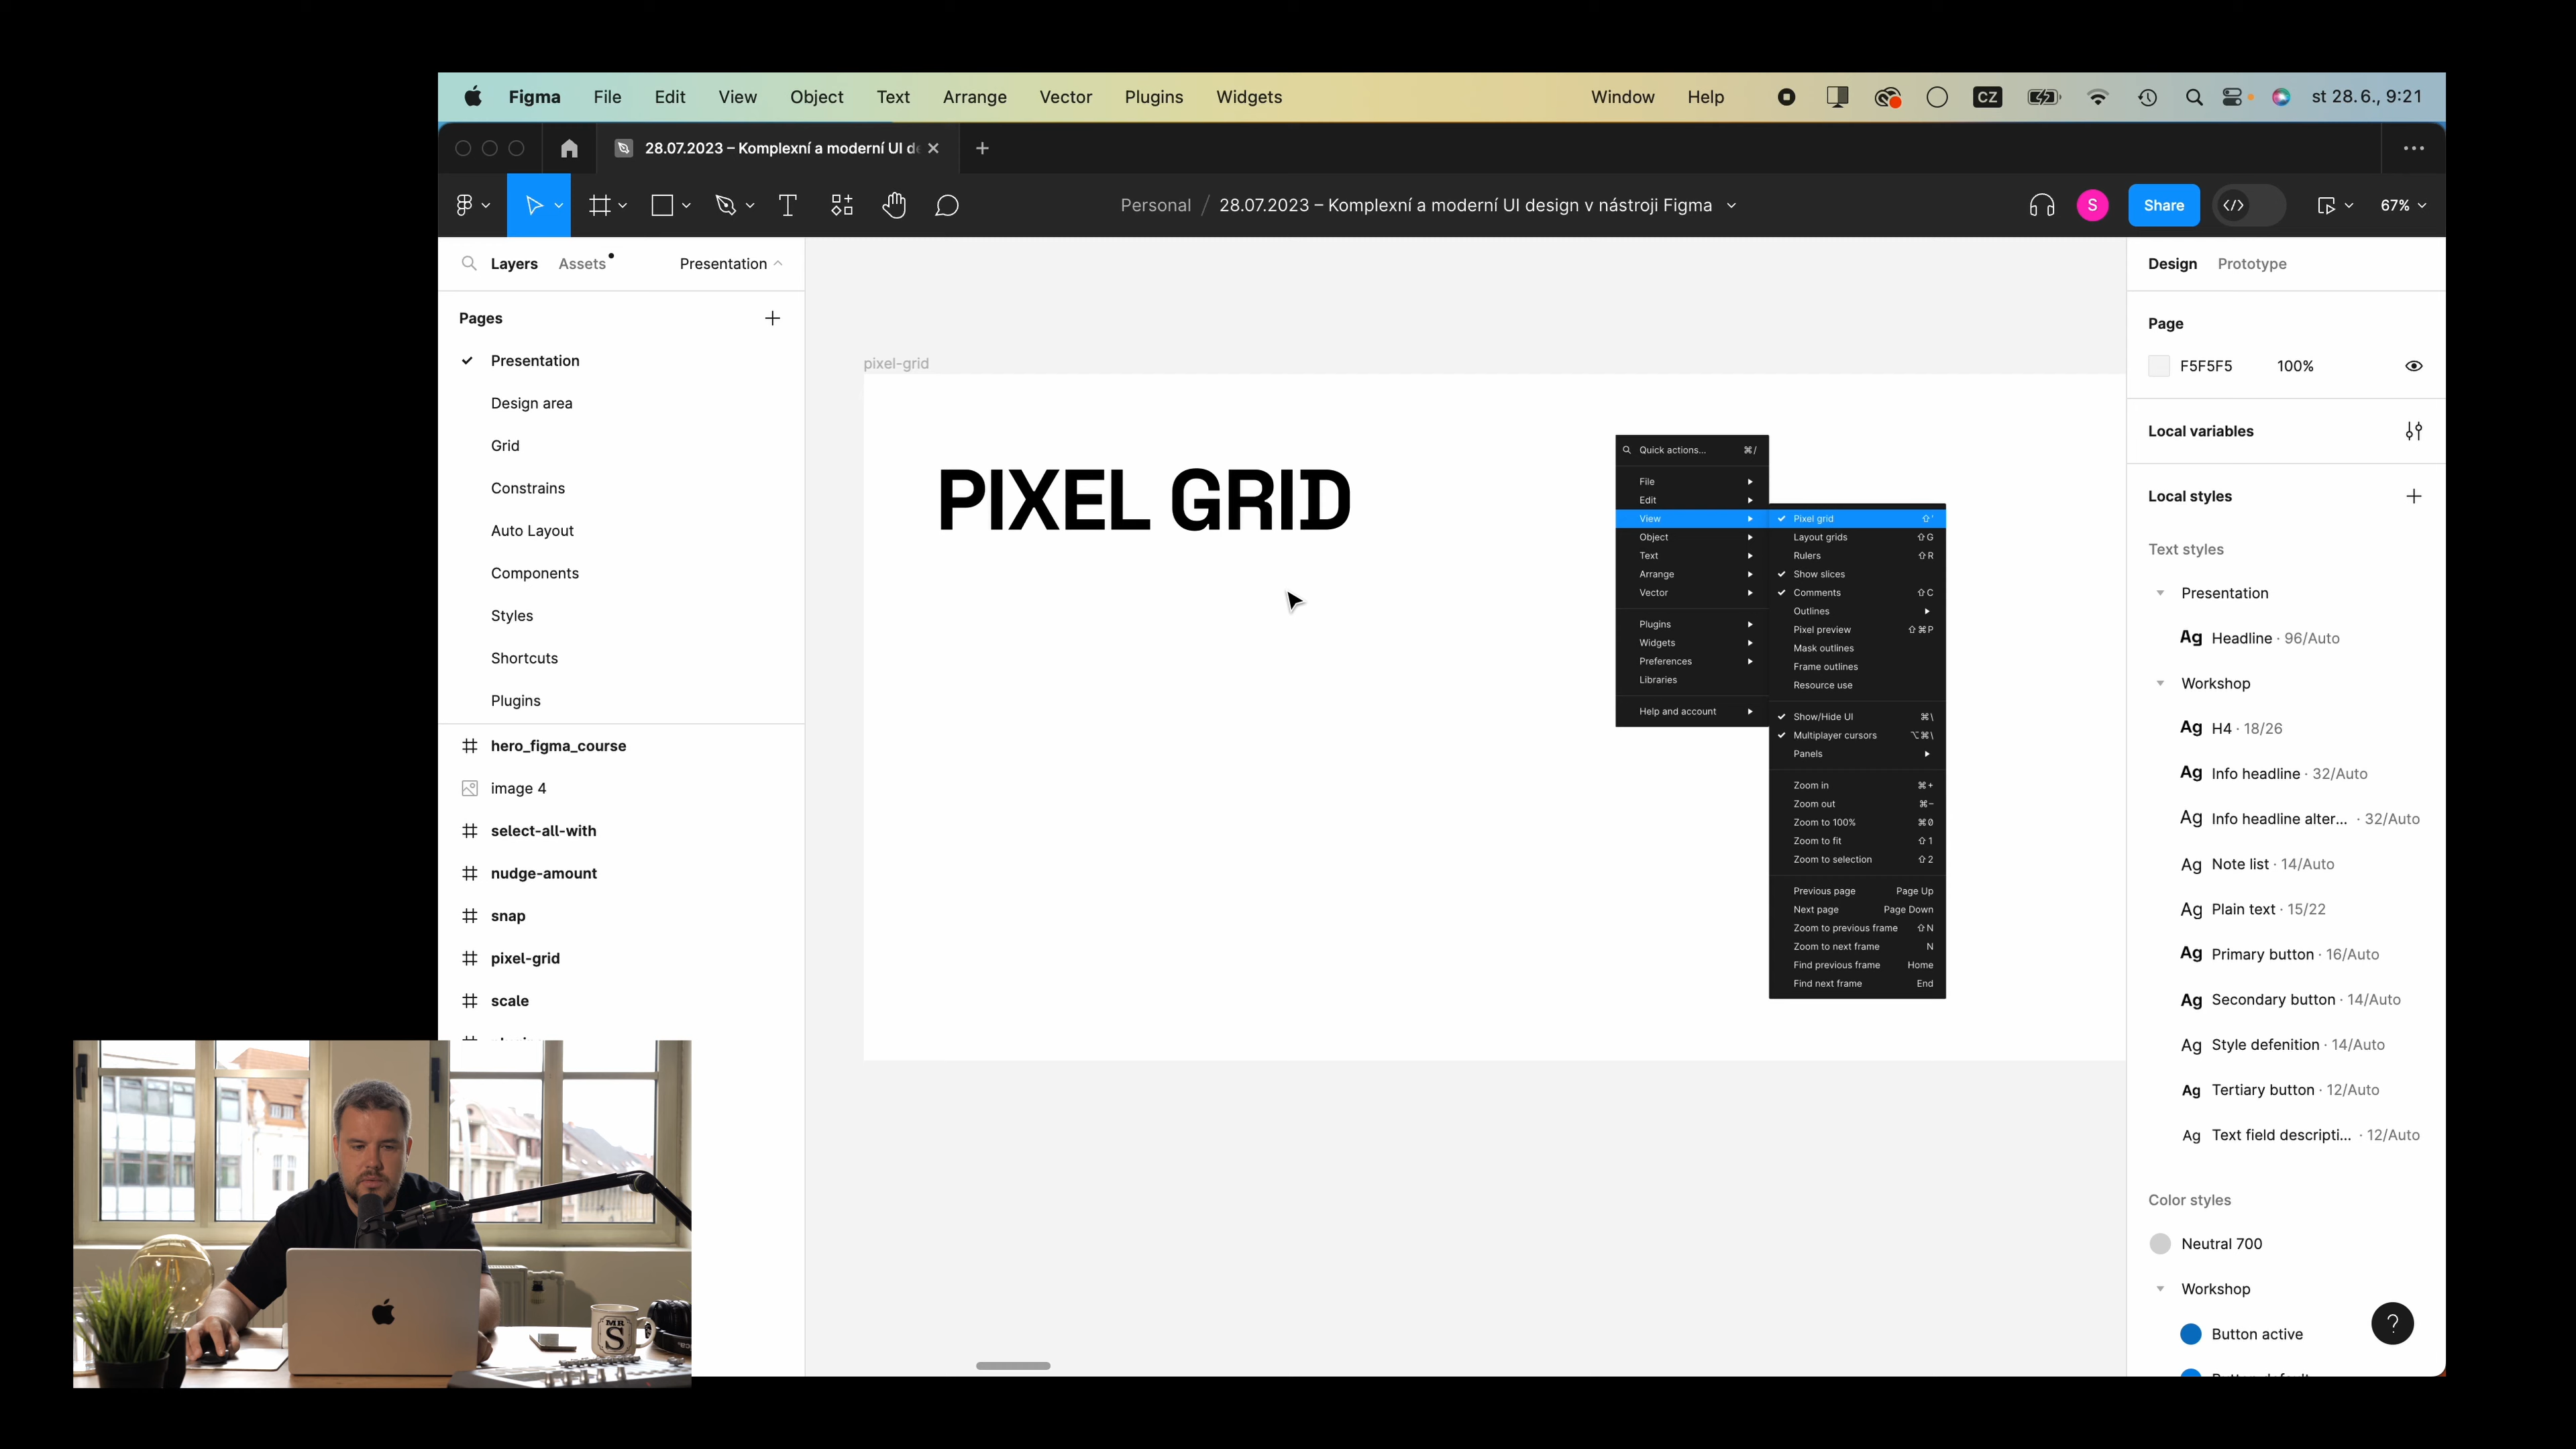 Figma File Edit View Object Text Arrange Vector Plugins Widgets Window Help CZ st 28.6., 9:21
28.07.2023 – Komplexní a moderní UI
Personal / 28.07.2023 – Komplexní a moderní UI design v nástroji Figma S Share 67%
Layers Assets Presentation
Pages
Presentation
Design area
Grid
Constrains
Auto Layout
Components
Styles
Shortcuts
Plugins
hero_figma_course
image 4
select-all-with
nudge-amount
snap
pixel-grid
scale
pixel-grid
PIXEL GRID
Quick actions... ⌘/
File
Edit
View
Object
Text
Arrange
Vector
Plugins
Widgets
Preferences
Libraries
Help and account
Pixel grid ⇧'
Layout grids ⇧G
Rulers ⇧R
Show slices
Comments ⇧C
Outlines
Pixel preview ⇧⌘P
Mask outlines
Frame outlines
Resource use
Show/Hide UI ⌘\
Multiplayer cursors ⌥⌘\
Panels
Zoom in ⌘+
Zoom out ⌘−
Zoom to 100% ⌘0
Zoom to fit ⇧1
Zoom to selection ⇧2
Previous page Page Up
Next page Page Down
Zoom to previous frame ⇧N
Zoom to next frame N
Find previous frame Home
Find next frame End
Design Prototype
Page
F5F5F5 100%
Local variables
Local styles
Text styles
Presentation
Ag Headline · 96/Auto
Workshop
Ag H4 · 18/26
Ag Info headline · 32/Auto
Ag Info headline alter... · 32/Auto
Ag Note list · 14/Auto
Ag Plain text · 15/22
Ag Primary button · 16/Auto
Ag Secondary button · 14/Auto
Ag Style defenition · 14/Auto
Ag Tertiary button · 12/Auto
Ag Text field descripti... · 12/Auto
Color styles
Neutral 700
Workshop
Button active
?
MR
S